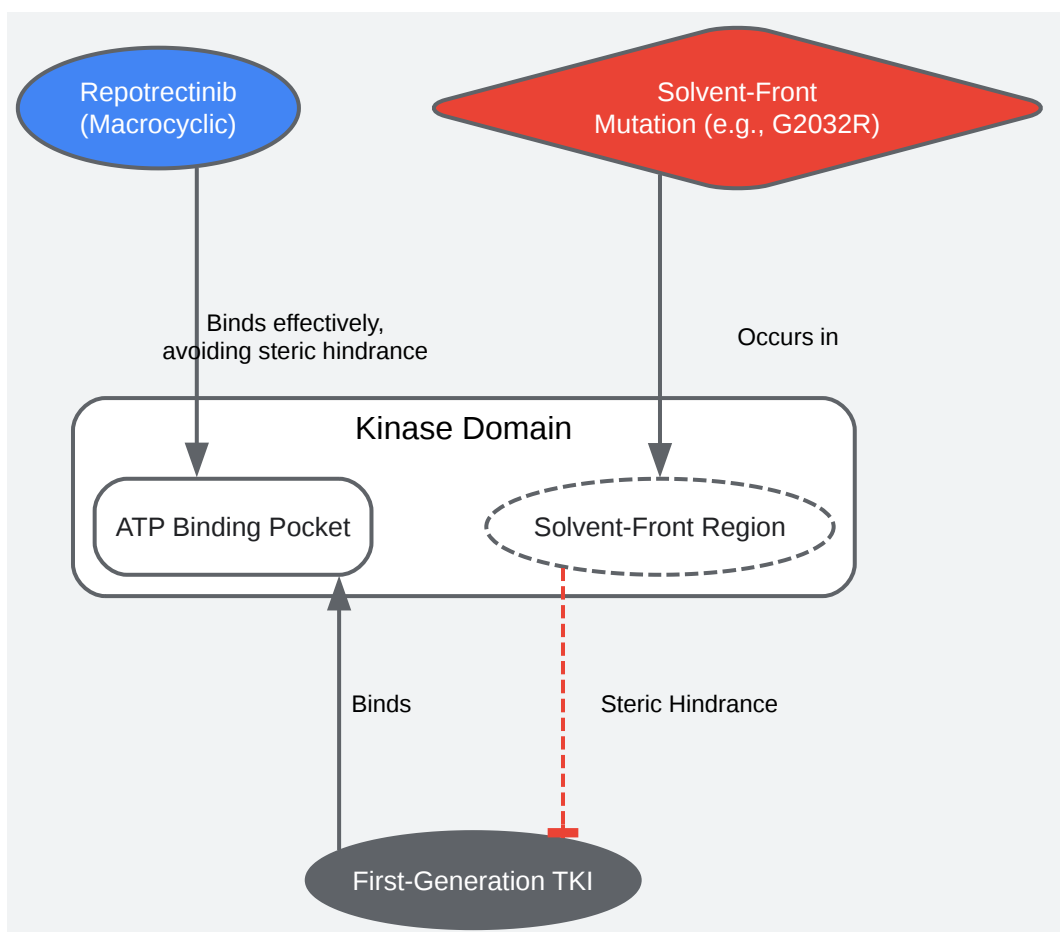 Repotrectinib
(Macrocyclic)
Solvent-Front
Mutation (e.g., G2032R)
Binds effectively,
avoiding steric hindrance
Occurs in
Kinase Domain
ATP Binding Pocket
Solvent-Front Region
Binds
Steric Hindrance
First-Generation TKI